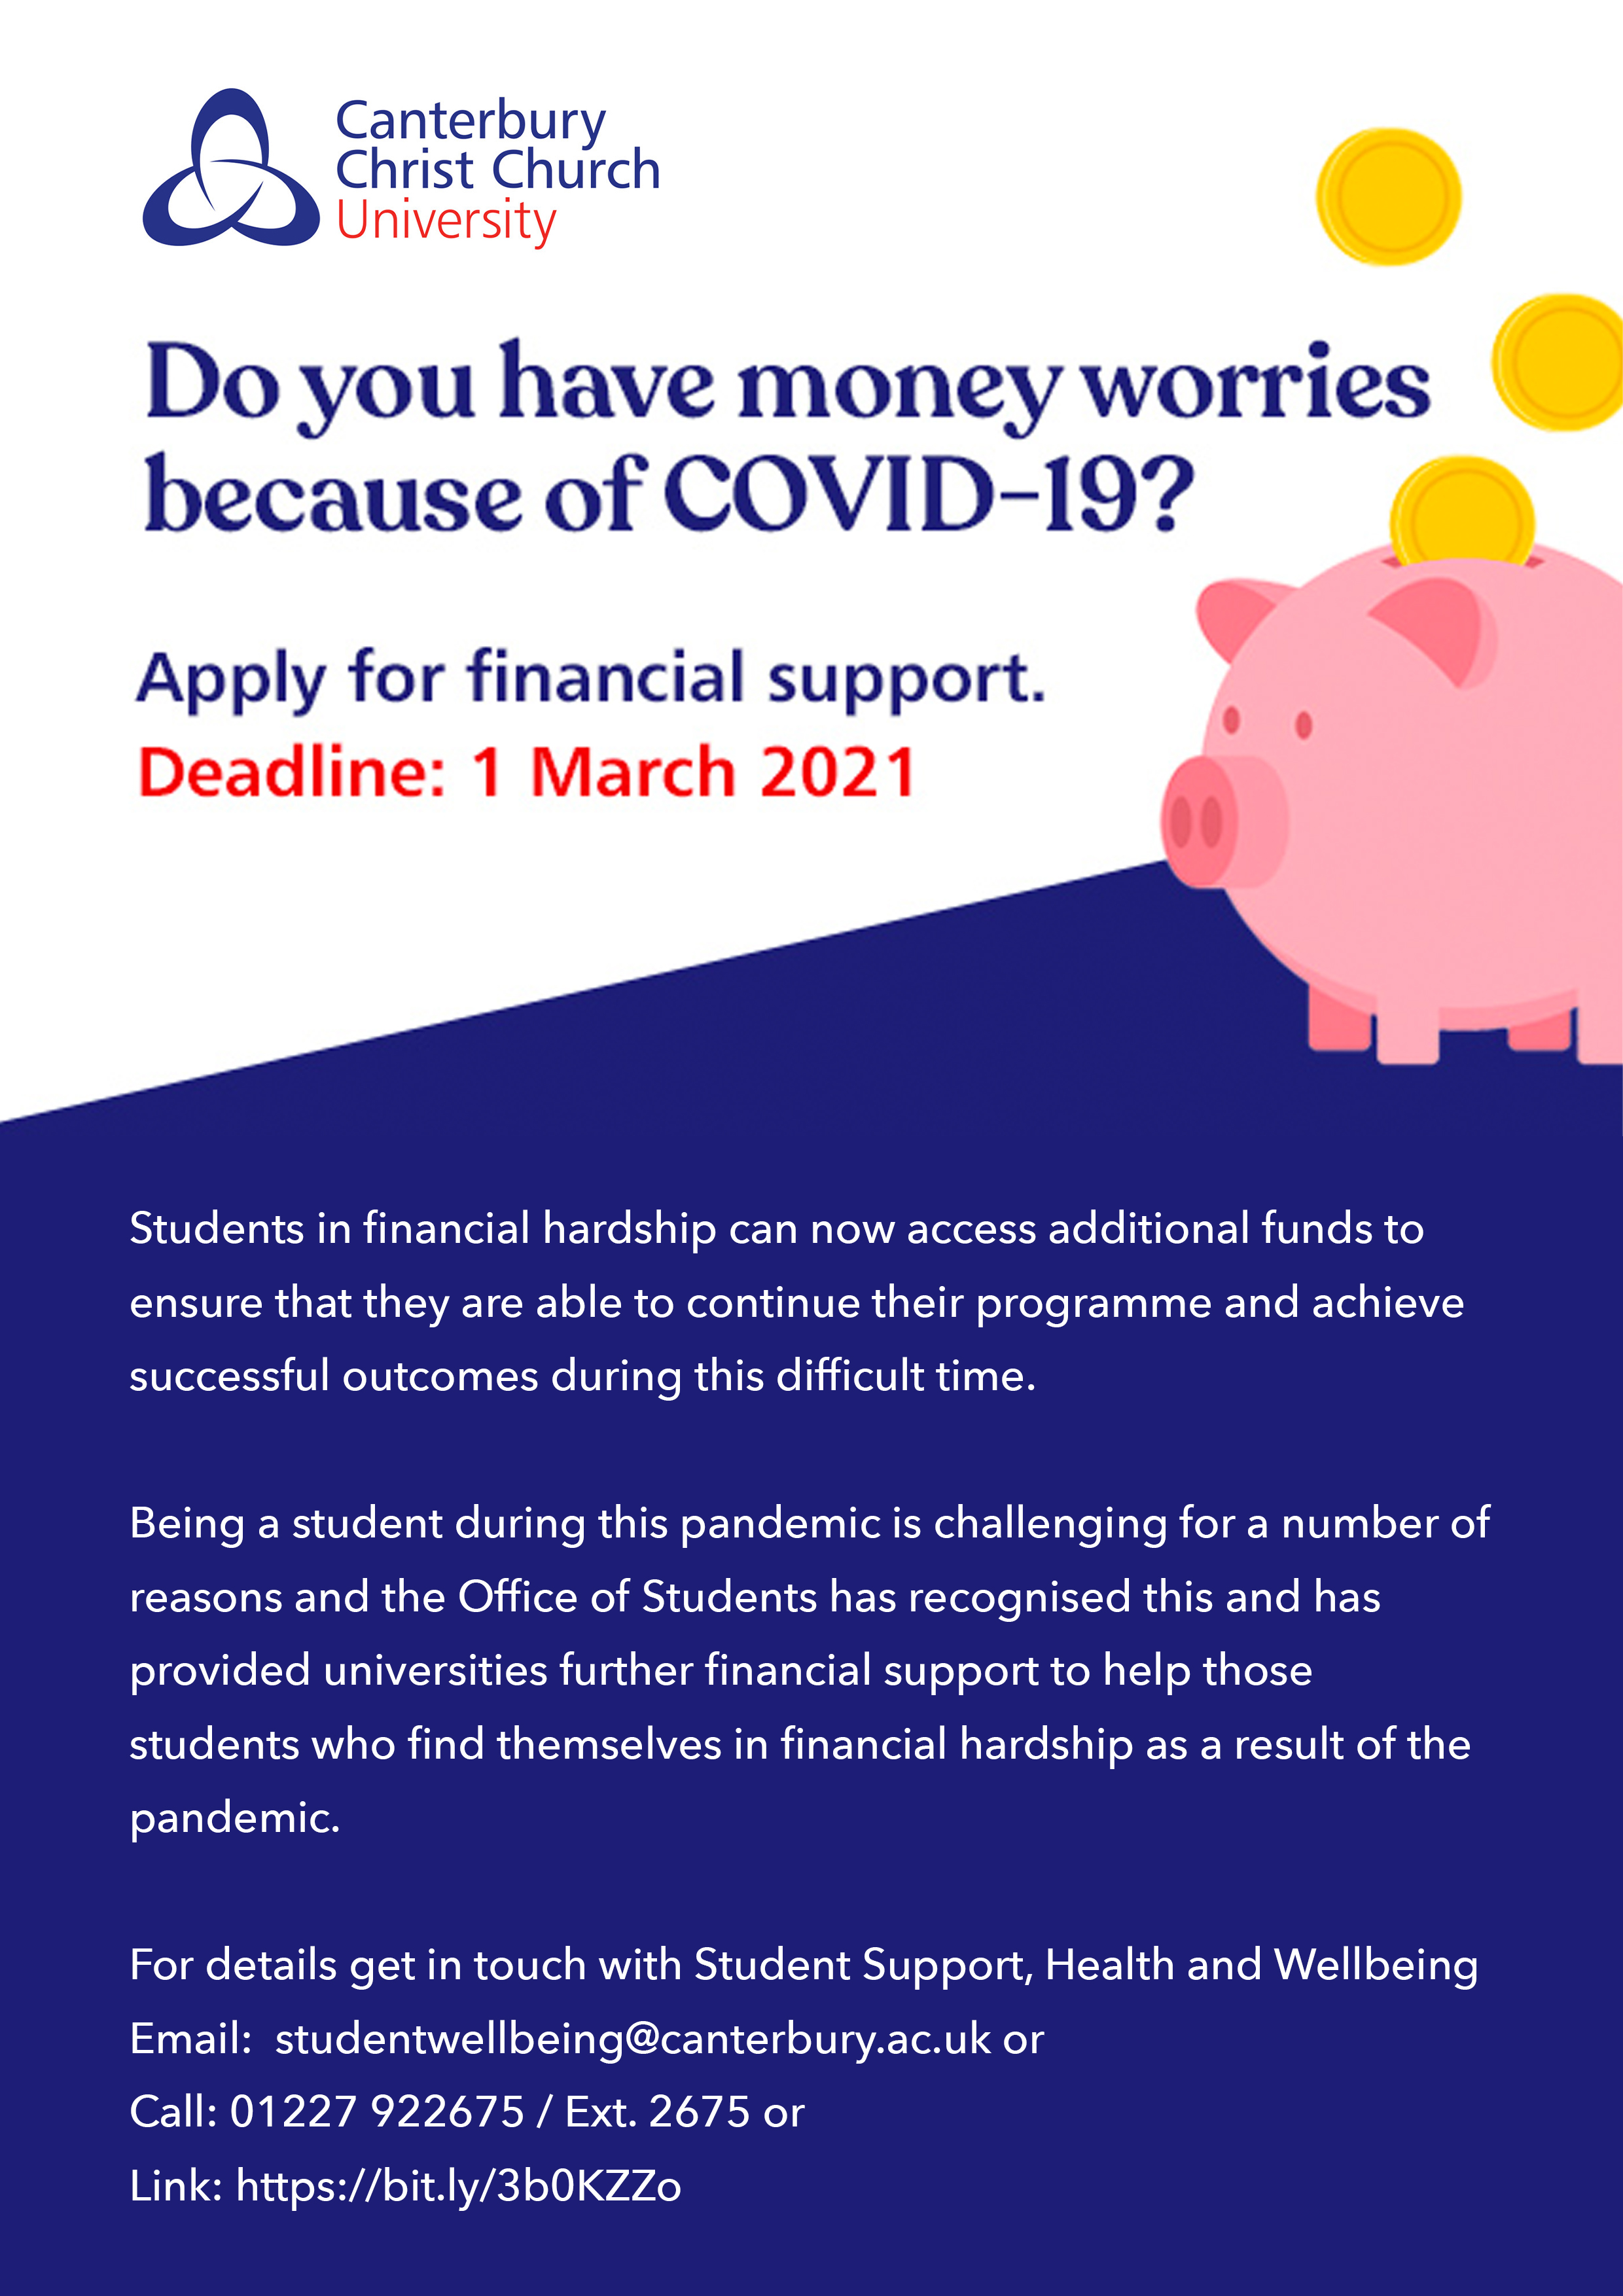 Canterbury
Christ Church
University
Do you have money worries
because of COVID-19?
Apply for financial support.
Deadline: 1 March 2021
Students in financial hardship can now access additional funds to
ensure that they are able to continue their programme and achieve
successful outcomes during this difficult time.
Being a student during this pandemic is challenging for a number of
reasons and the Office of Students has recognised this and has
provided universities further financial support to help those
students who find themselves in financial hardship as a result of the
pandemic.
For details get in touch with Student Support, Health and Wellbeing
Email:  studentwellbeing@canterbury.ac.uk or
Call: 01227 922675 / Ext. 2675 or
Link: https://bit.ly/3b0KZZo